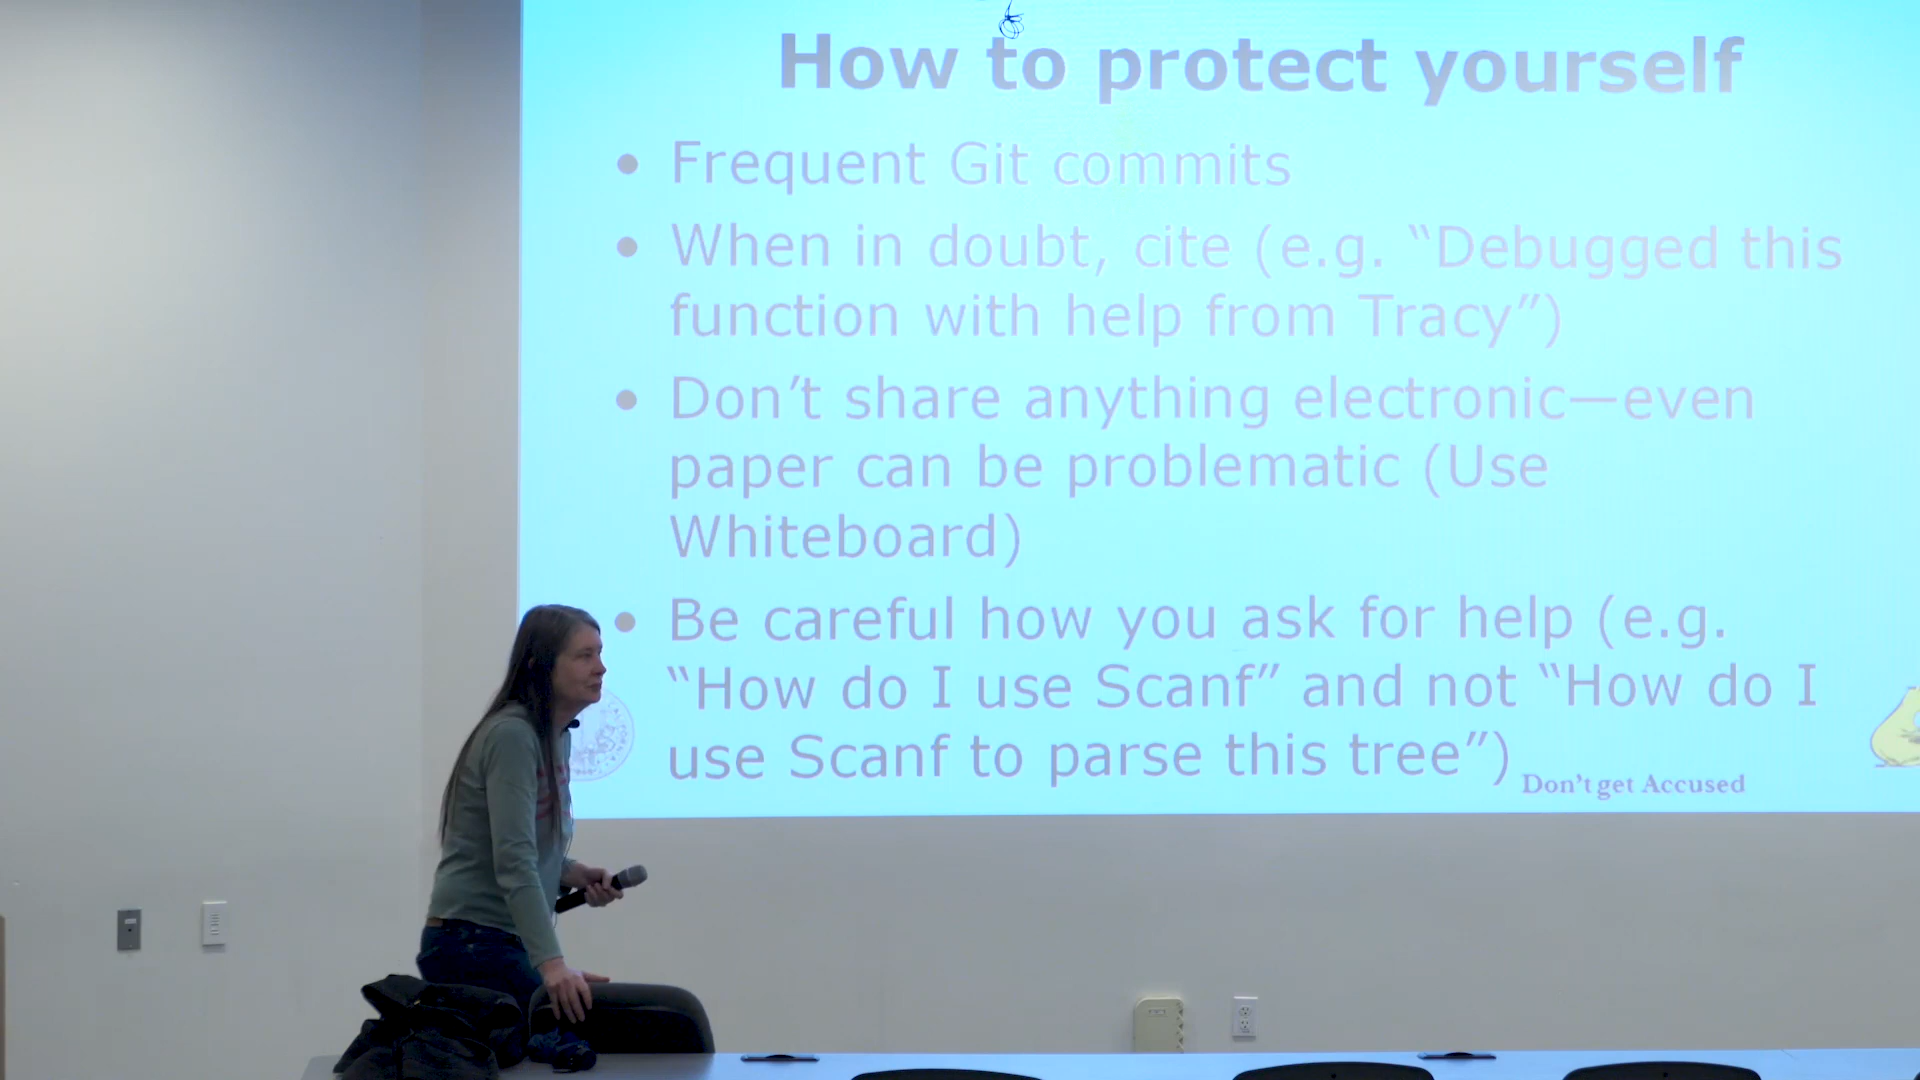 How to protect yourself
• Frequent Git commits
• When in doubt, cite (e.g. “Debugged this
function with help from Tracy”)
• Don’t share anything electronic—even
paper can be problematic (Use
Whiteboard)
• Be careful how you ask for help (e.g.
“How do I use Scanf” and not “How do I
use Scanf to parse this tree”)
Don’t get Accused